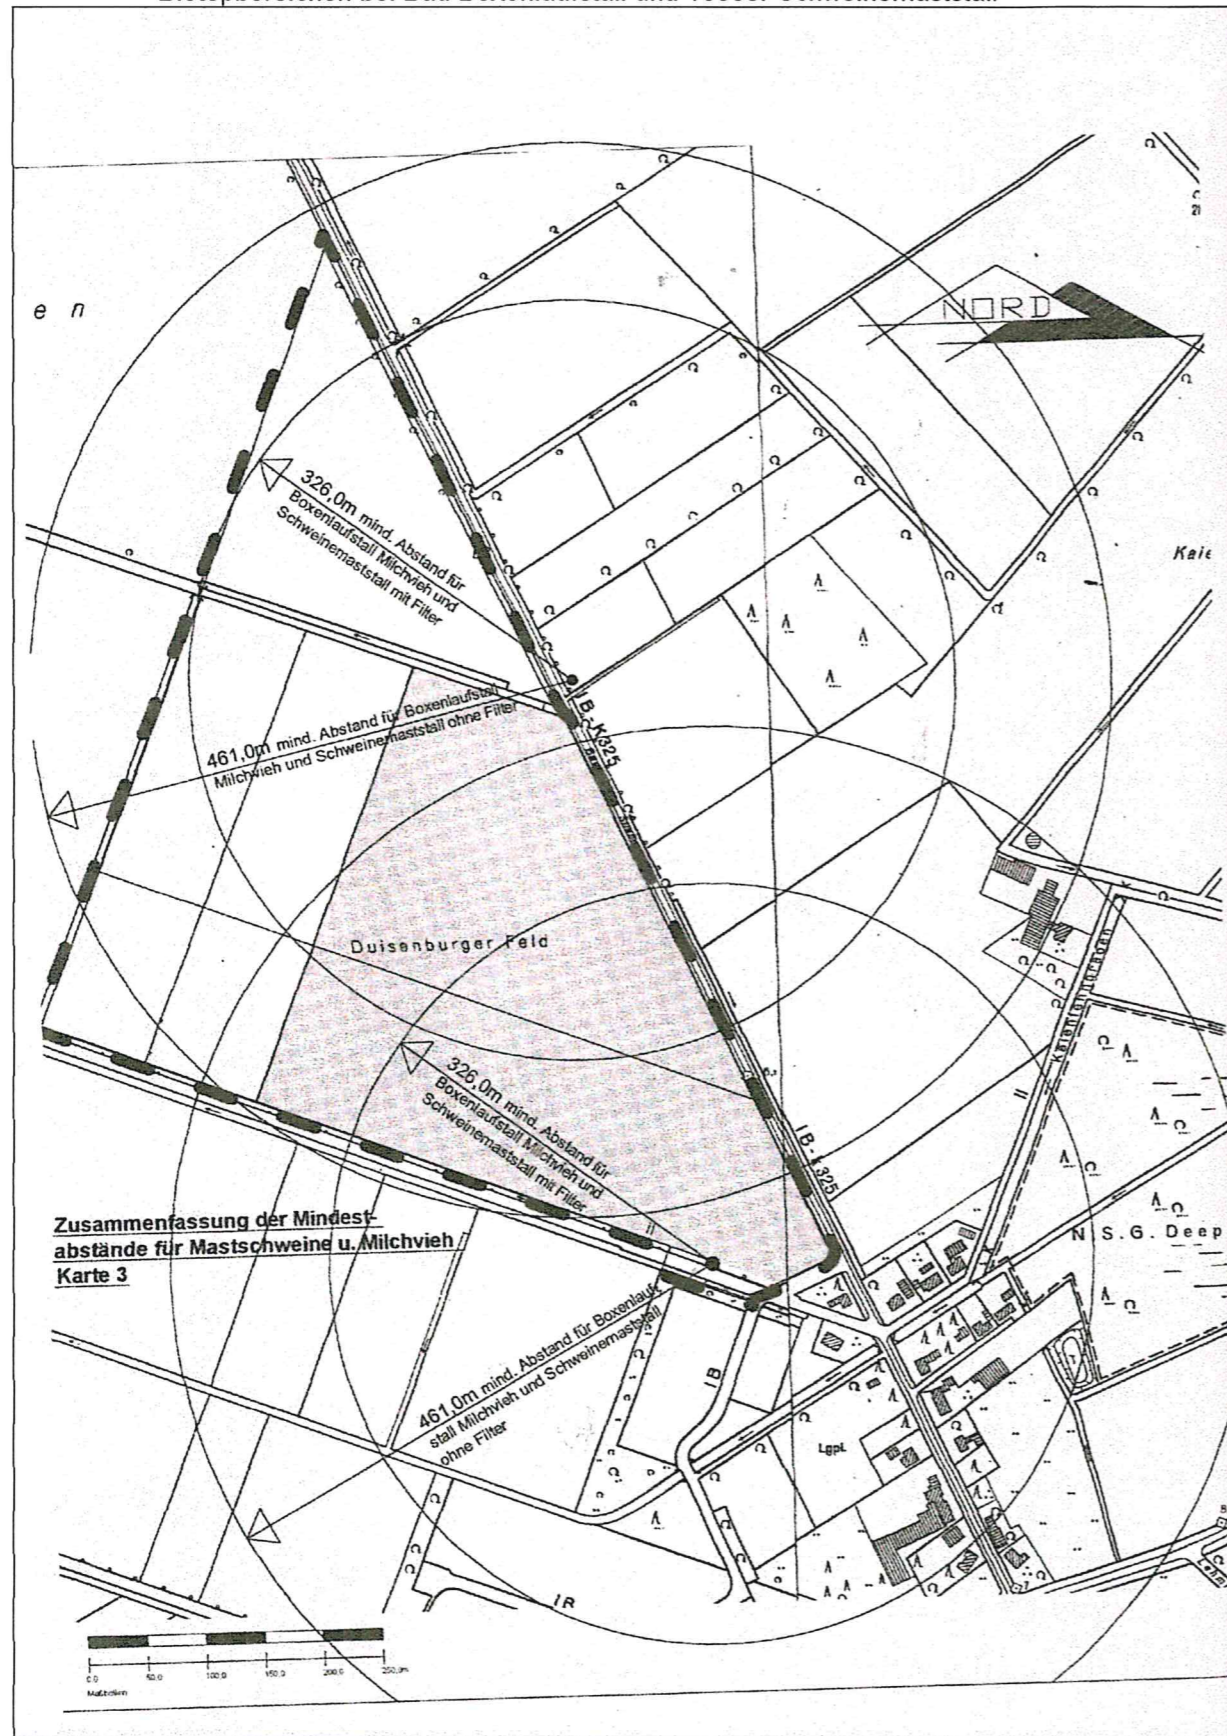 e n
NORD
326,0m mind. Abstand für
Boxenlaufstall Milchvieh und
Schweinemaststall mit Filter
461,0m mind. Abstand für Boxenlaufstall
Milchvieh und Schweinemaststall ohne Filter
IB-K325
Duisenburger Feld
326,0m mind. Abstand für
Boxenlaufstall Milchvieh und
Schweinemaststall mit Filter
IB-K325
N.S.G. Deep
Zusammenfassung der Mindest-
abstände für Mastschweine u. Milchvieh
Karte 3
461,0m mind. Abstand für Boxenlauf-
stall Milchvieh und Schweinemaststall
ohne Filter
II
II
IB
Lgpl.
IR
0,0 50,0 100,0 150,0 200,0 250,0m